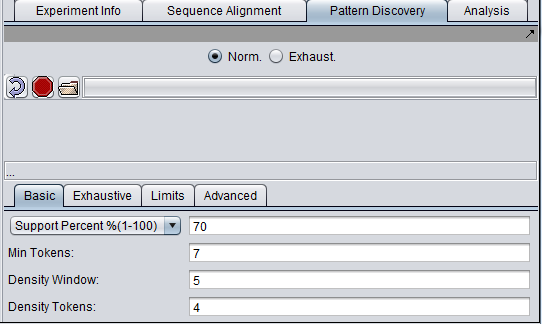 Experiment Info Sequence Alignment Pattern Discovery Analysis
Norm. Exhaust.
...
Basic Exhaustive Limits Advanced
Support Percent %(1-100) 70
Min Tokens: 7
Density Window: 5
Density Tokens: 4